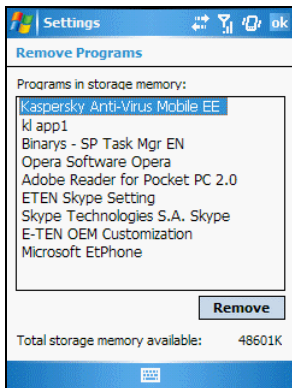 Settings
ok
Remove Programs
Programs in storage memory:
Kaspersky Anti-Virus Mobile EE
kl app1
Binarys - SP Task Mgr EN
Opera Software Opera
Adobe Reader for Pocket PC 2.0
ETEN Skype Setting
Skype Technologies S.A. Skype
E-TEN OEM Customization
Microsoft EtPhone
Remove
Total storage memory available: 48601K